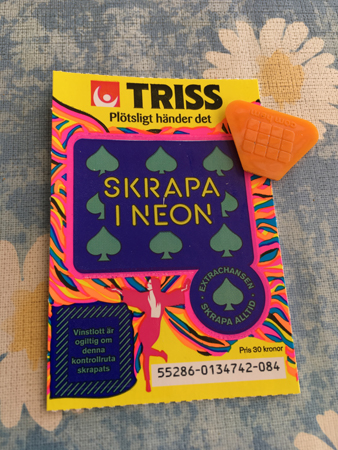 TRISS
Plötsligt händer det
SKRAPA
I NEON
EXTRACHANSEN
SKRAPA ALLTID
Vinstlott är
ogiltig om
denna
kontrollruta
skrapats
Pris 30 kronor
55286-0134742-084